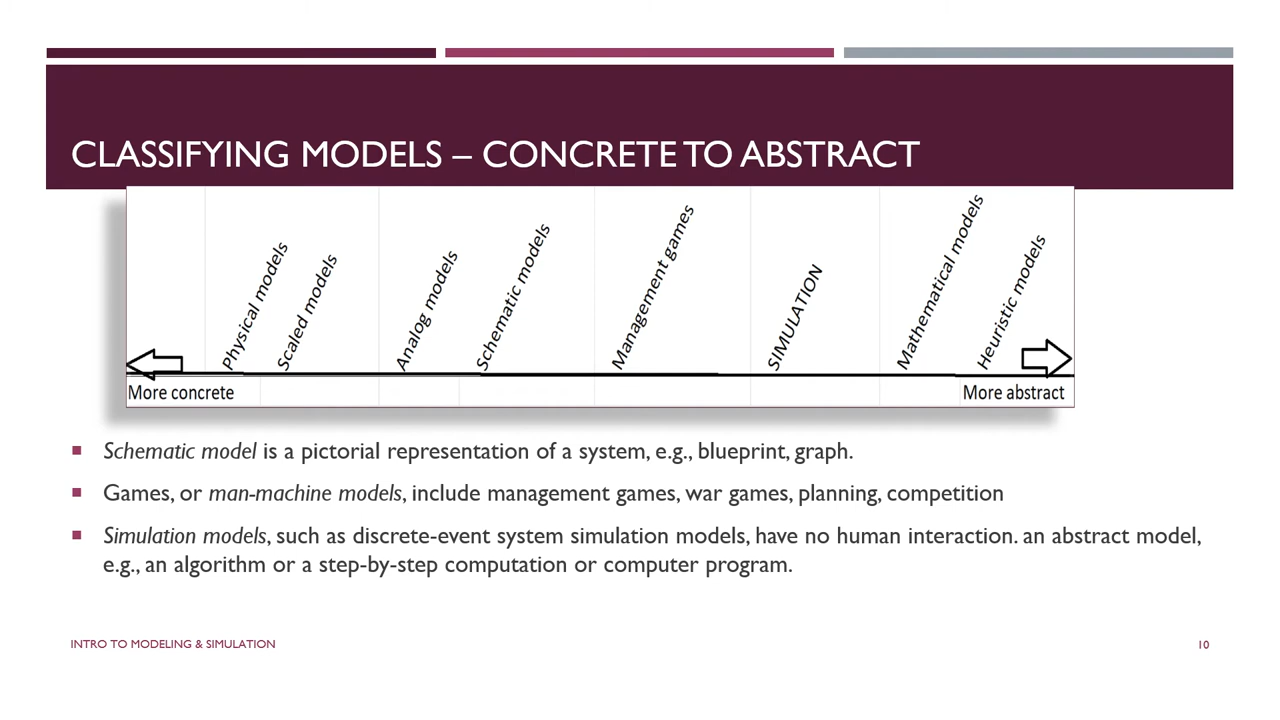 CLASSIFYING MODELS – CONCRETE TO ABSTRACT
Physical models
Scaled models
Analog models
Schematic models
Management games
SIMULATION
Mathematical models
Heuristic models
More concrete
More abstract
Schematic model is a pictorial representation of a system, e.g., blueprint, graph.
Games, or man-machine models, include management games, war games, planning, competition
Simulation models, such as discrete-event system simulation models, have no human interaction. an abstract model,
e.g., an algorithm or a step-by-step computation or computer program.
INTRO TO MODELING & SIMULATION
10